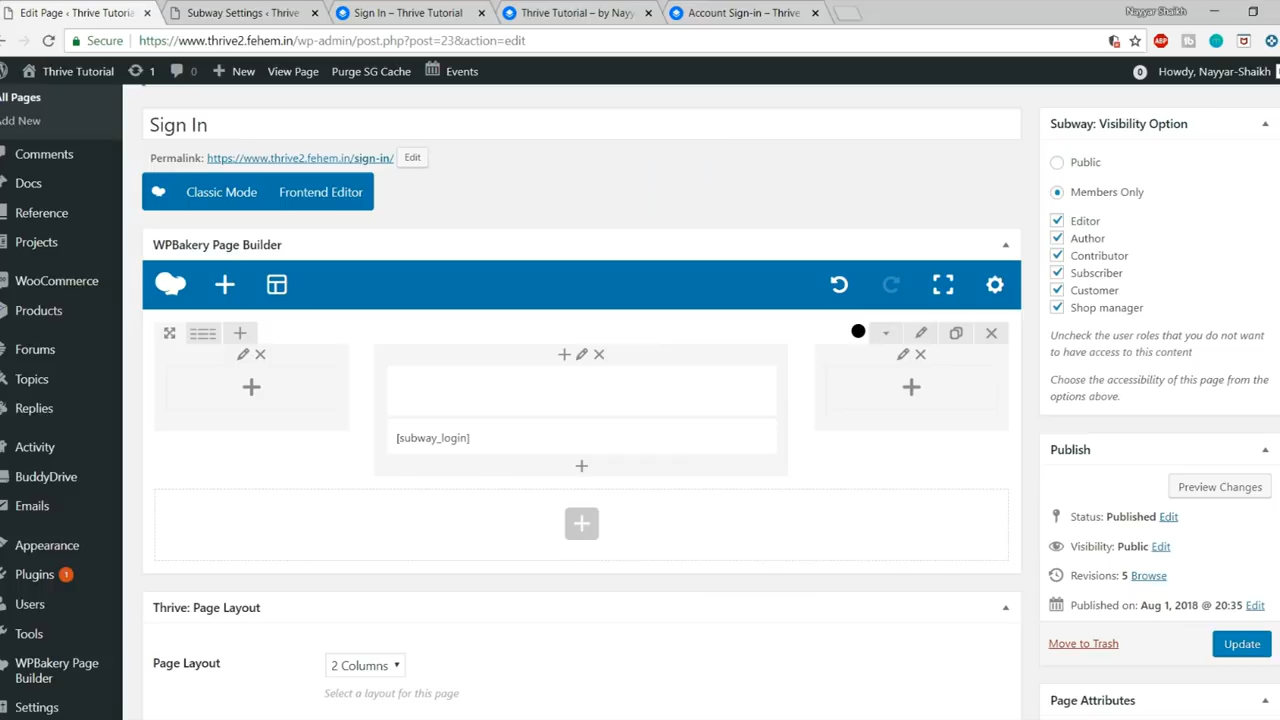 Edit Page ‹ Thrive Tutoria
Subway Settings ‹ Thrive
Sign In – Thrive Tutorial
Thrive Tutorial – by Nayy
Account Sign-in – Thrive
Nayyar Shaikh
Secure
https://www.thrive2.fehem.in/wp-admin/post.php?post=23&action=edit
Thrive Tutorial
1
0
New
View Page
Purge SG Cache
Events
0
Howdy, Nayyar-Shaikh
All Pages
Add New
Comments
Docs
Reference
Projects
WooCommerce
Products
Forums
Topics
Replies
Activity
BuddyDrive
Emails
Appearance
Plugins 1
Users
Tools
WPBakery Page
Builder
Settings
Sign In
Permalink: https://www.thrive2.fehem.in/sign-in/ Edit
Classic Mode Frontend Editor
WPBakery Page Builder
[subway_login]
Thrive: Page Layout
Page Layout
2 Columns
Select a layout for this page
Subway: Visibility Option
Public
Members Only
Editor
Author
Contributor
Subscriber
Customer
Shop manager
Uncheck the user roles that you do not want
to have access to this content
Choose the accessibility of this page from the
options above.
Publish
Preview Changes
Status: Published Edit
Visibility: Public Edit
Revisions: 5 Browse
Published on: Aug 1, 2018 @ 20:35 Edit
Move to Trash
Update
Page Attributes